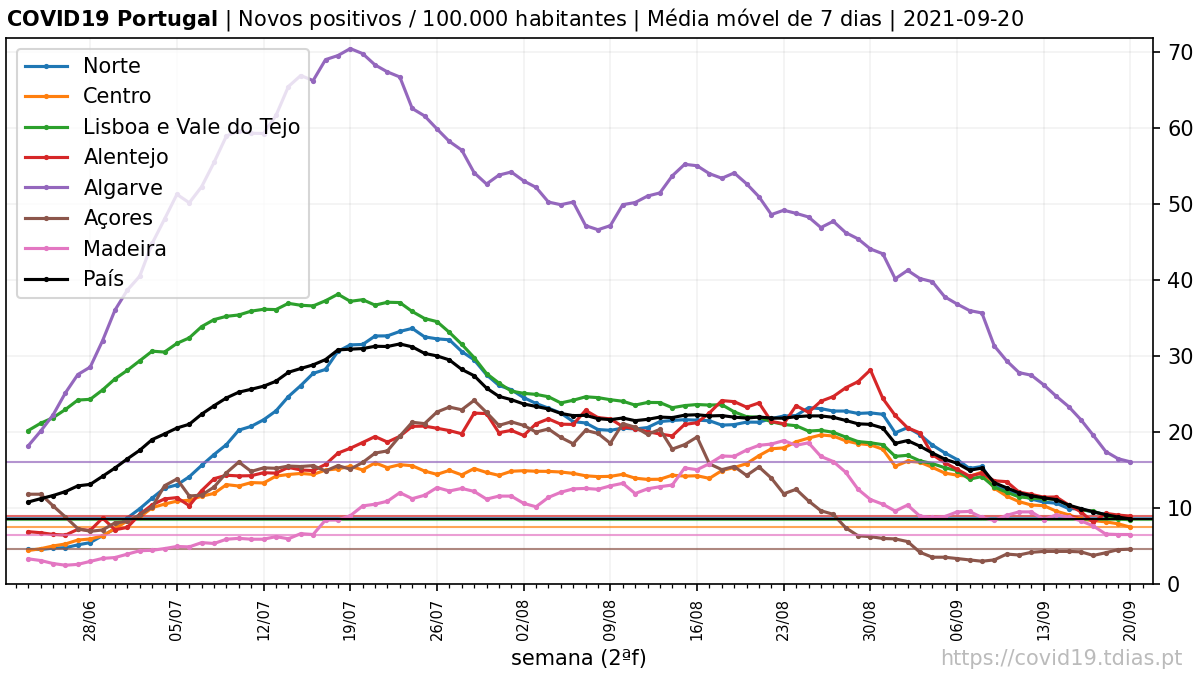 COVID19 Portugal | Novos positivos / 100.000 habitantes | Média móvel de 7 dias | 2021-09-20
Norte
Centro
Lisboa e Vale do Tejo
Alentejo
Algarve
Açores
Madeira
País
70
60
50
40
30
20
10
0
28/06
05/07
12/07
19/07
26/07
02/08
09/08
16/08
23/08
30/08
06/09
13/09
20/09
semana (2ªf)
https://covid19.tdias.pt